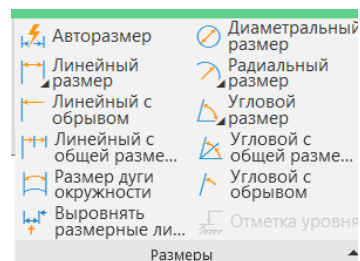 Авторазмер
Диаметральный
размер
Линейный
размер
Радиальный
размер
Линейный с
обрывом
Угловой
размер
Линейный с
общей разме...
Угловой с
общей разме...
Размер дуги
окружности
Угловой с
обрывом
Выровнять
размерные ли...
Отметка уровня
Размеры